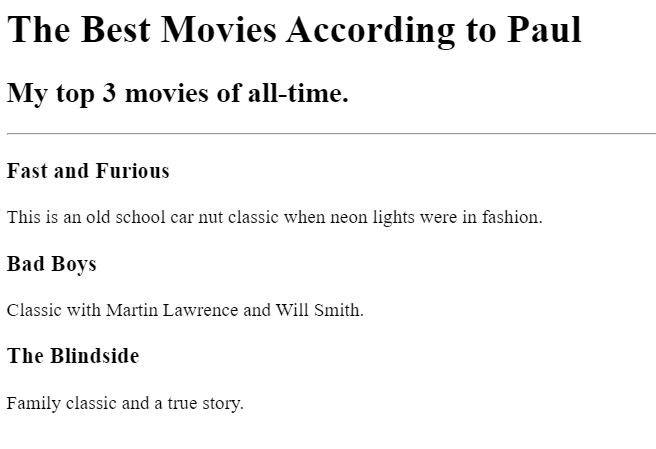 The Best Movies According to Paul
My top 3 movies of all-time.
Fast and Furious
This is an old school car nut classic when neon lights were in fashion.
Bad Boys
Classic with Martin Lawrence and Will Smith.
The Blindside
Family classic and a true story.